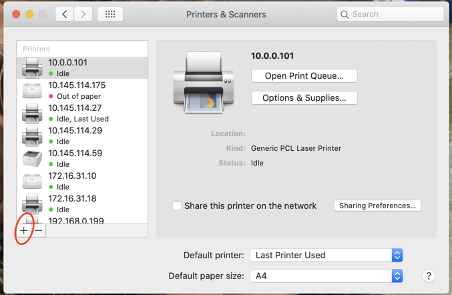 Printers & Scanners
Search
Printers
10.0.0.101
Idle
10.145.114.175
Out of paper
10.145.114.27
Idle, Last Used
10.145.114.29
Idle
10.145.114.59
Idle
172.16.31.10
Idle
172.16.31.18
Idle
192.168.0.199
+ −
10.0.0.101
Open Print Queue...
Options & Supplies...
Location:
Kind: Generic PCL Laser Printer
Status: Idle
Share this printer on the network
Sharing Preferences...
Default printer: Last Printer Used
Default paper size: A4
?